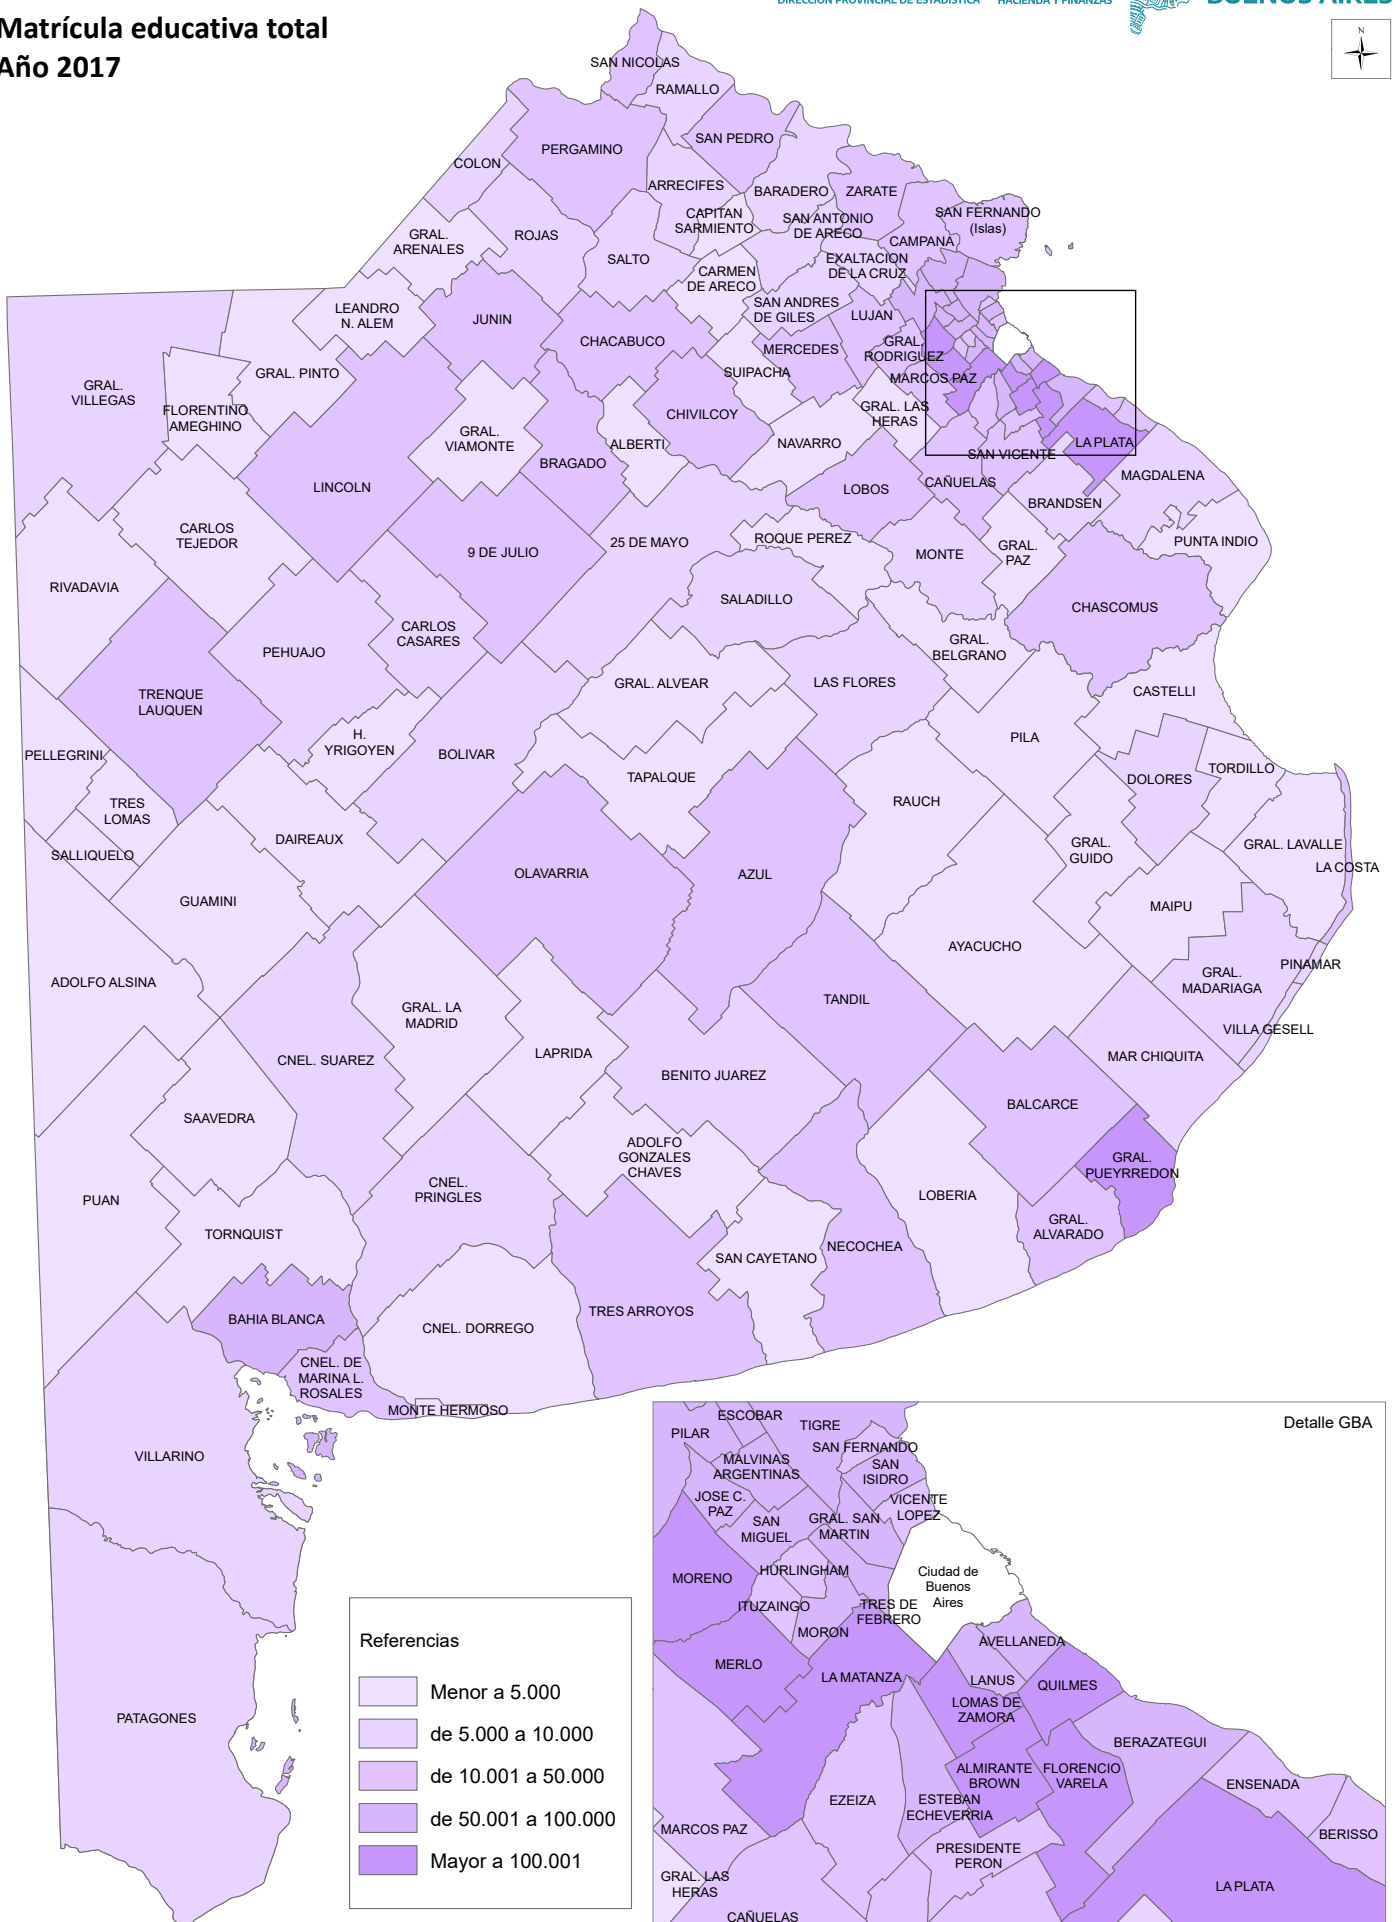 DIRECCIÓN PROVINCIAL DE ESTADÍSTICA
HACIENDA Y FINANZAS
BUENOS AIRES
Matrícula educativa total
Año 2017
N
SAN NICOLAS
RAMALLO
SAN PEDRO
PERGAMINO
COLON
ARRECIFES
BARADERO
ZARATE
CAPITAN
SARMIENTO
SAN ANTONIO
DE ARECO
SAN FERNANDO
(Islas)
CAMPANA
GRAL.
ARENALES
ROJAS
SALTO
EXALTACION
DE LA CRUZ
CARMEN
DE ARECO
SAN ANDRES
DE GILES
LUJAN
LEANDRO
N. ALEM
JUNIN
CHACABUCO
MERCEDES
GRAL.
RODRIGUEZ
SUIPACHA
MARCOS PAZ
GRAL. PINTO
GRAL.
VILLEGAS
FLORENTINO
AMEGHINO
CHIVILCOY
GRAL. LAS
HERAS
GRAL.
VIAMONTE
ALBERTI
NAVARRO
LA PLATA
SAN VICENTE
BRAGADO
LINCOLN
LOBOS
CAÑUELAS
MAGDALENA
BRANDSEN
CARLOS
TEJEDOR
9 DE JULIO
25 DE MAYO
ROQUE PEREZ
MONTE
GRAL.
PAZ
PUNTA INDIO
RIVADAVIA
SALADILLO
CHASCOMUS
CARLOS
CASARES
PEHUAJO
GRAL.
BELGRANO
TRENQUE
LAUQUEN
GRAL. ALVEAR
LAS FLORES
CASTELLI
H.
YRIGOYEN
PILA
PELLEGRINI
BOLIVAR
TAPALQUE
DOLORES
TORDILLO
TRES
LOMAS
RAUCH
DAIREAUX
GRAL.
GUIDO
GRAL. LAVALLE
SALLIQUELO
LA COSTA
OLAVARRIA
AZUL
GUAMINI
MAIPU
AYACUCHO
ADOLFO ALSINA
PINAMAR
GRAL.
MADARIAGA
TANDIL
GRAL. LA
MADRID
VILLA GESELL
CNEL. SUAREZ
LAPRIDA
MAR CHIQUITA
BENITO JUAREZ
BALCARCE
SAAVEDRA
ADOLFO
GONZALES
CHAVES
GRAL.
PUEYRREDON
PUAN
CNEL.
PRINGLES
LOBERIA
TORNQUIST
GRAL.
ALVARADO
SAN CAYETANO
NECOCHEA
BAHIA BLANCA
TRES ARROYOS
CNEL. DORREGO
CNEL. DE
MARINA L.
ROSALES
MONTE HERMOSO
VILLARINO
PATAGONES
Referencias
Menor a 5.000
de 5.000 a 10.000
de 10.001 a 50.000
de 50.001 a 100.000
Mayor a 100.001
Detalle GBA
ESCOBAR
PILAR
TIGRE
SAN FERNANDO
MALVINAS
ARGENTINAS
SAN
ISIDRO
JOSE C.
PAZ
VICENTE
LOPEZ
SAN
MIGUEL
GRAL. SAN
MARTIN
MORENO
HURLINGHAM
Ciudad de
Buenos
Aires
ITUZAINGO
TRES DE
FEBRERO
MORON
AVELLANEDA
MERLO
LA MATANZA
LANUS
QUILMES
LOMAS DE
ZAMORA
BERAZATEGUI
ALMIRANTE
BROWN
FLORENCIO
VARELA
ENSENADA
EZEIZA
ESTEBAN
ECHEVERRIA
MARCOS PAZ
BERISSO
PRESIDENTE
PERON
GRAL. LAS
HERAS
LA PLATA
CAÑUELAS